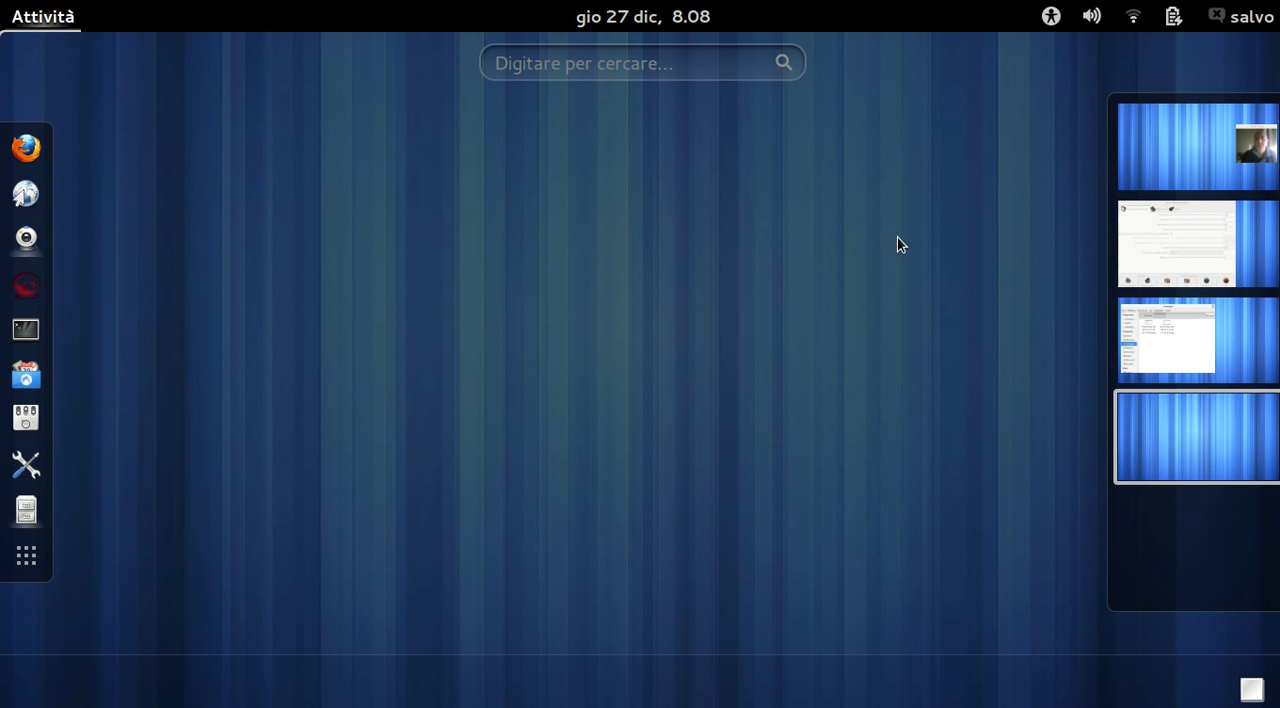 Attività
gio 27 dic, 8.08
salvo
Digitare per cercare...